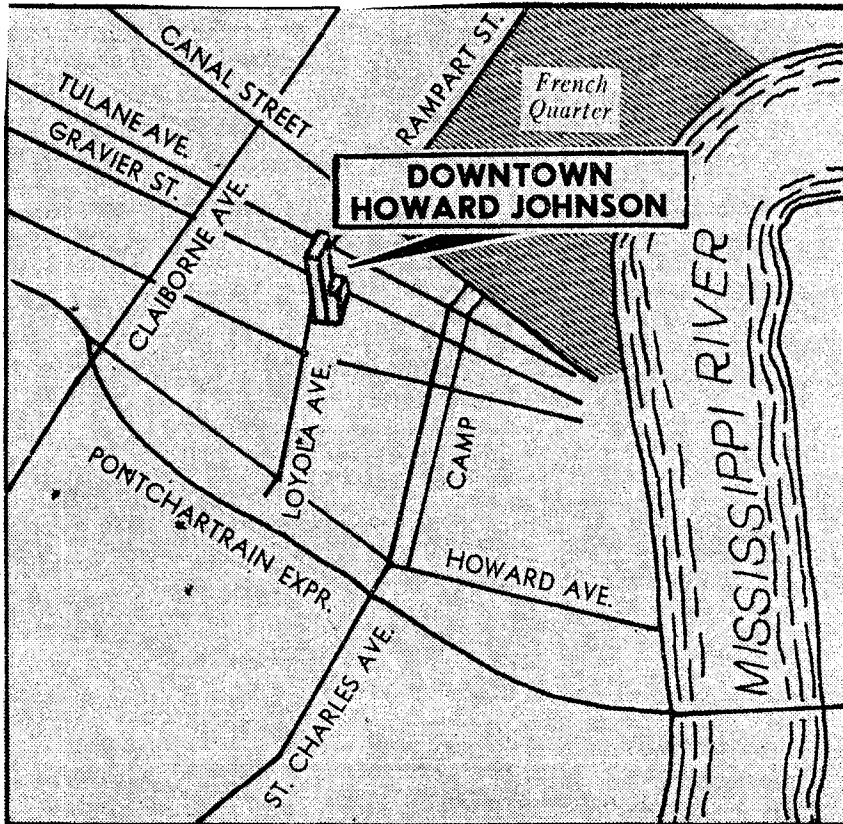 CANAL STREET
RAMPART ST.
French
Quarter
TULANE AVE.
GRAVIER ST.
DOWNTOWN
HOWARD JOHNSON
CLAIBORNE AVE.
MISSISSIPPI RIVER
LOYOLA AVE.
CAMP
PONTCHARTRAIN EXPR.
HOWARD AVE.
ST. CHARLES AVE.